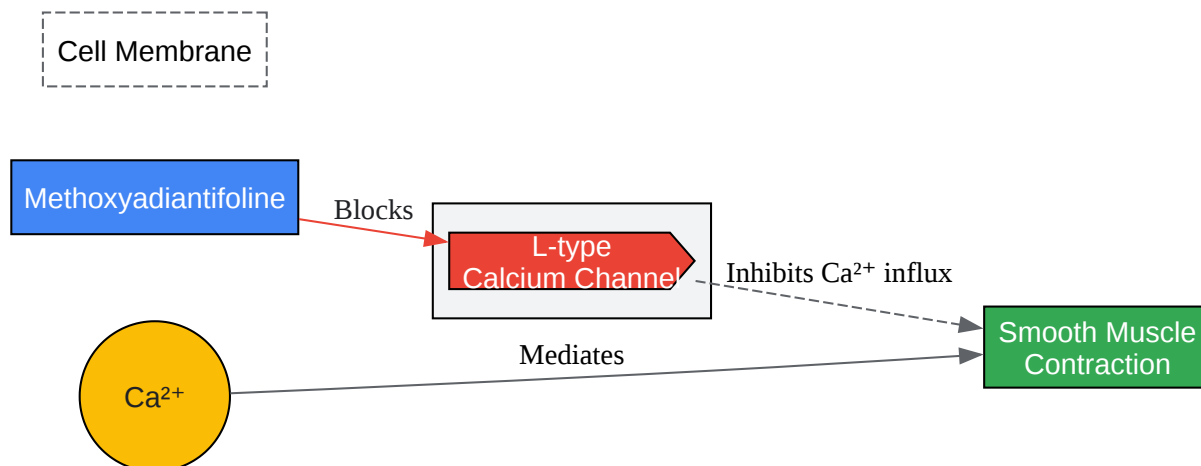 Cell Membrane
Methoxyadiantifoline
Blocks
L-type
Calcium Channel
Inhibits Ca²⁺ influx
Smooth Muscle
Contraction
Mediates
Ca²⁺